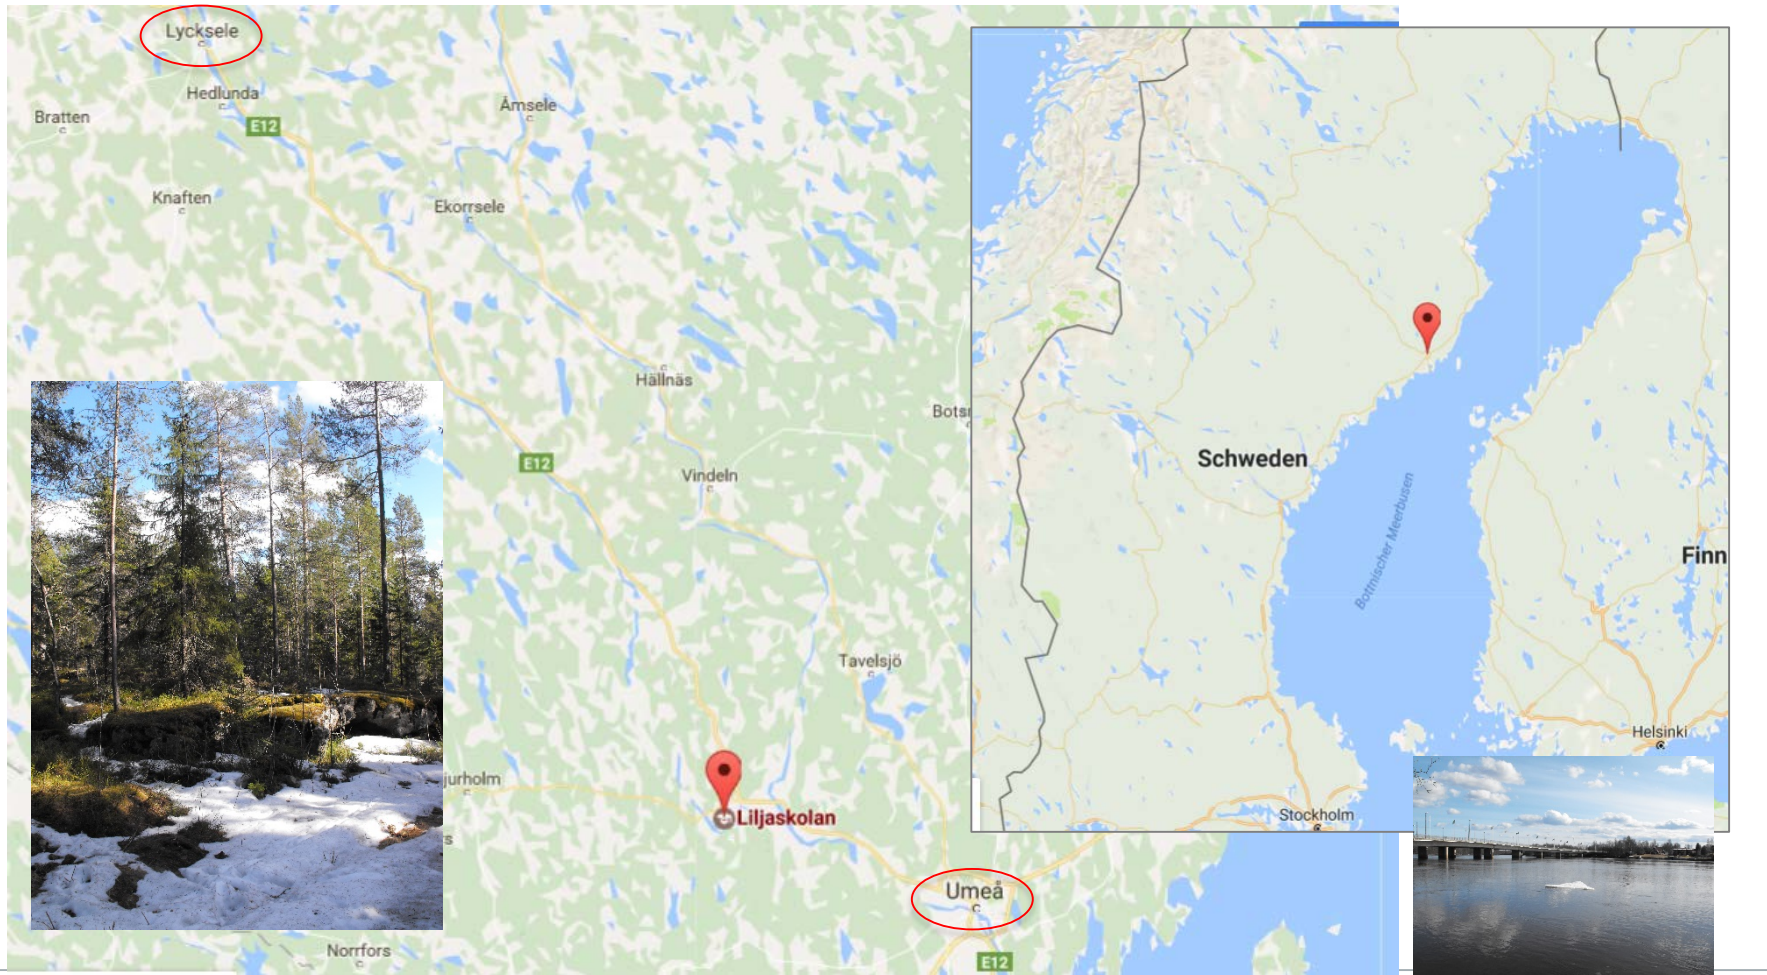 Lycksele
Hedlunda
Bratten
E12
Åmsele
Knaften
Ekorrsele
Hällnäs
Botsı
E12
Vindeln
Tavelsjö
jurholm
Liljaskolan
s
Umeå
Norrfors
E12
Schweden
Bottnischer Meerbusen
Finn
Helsinki
Stockholm